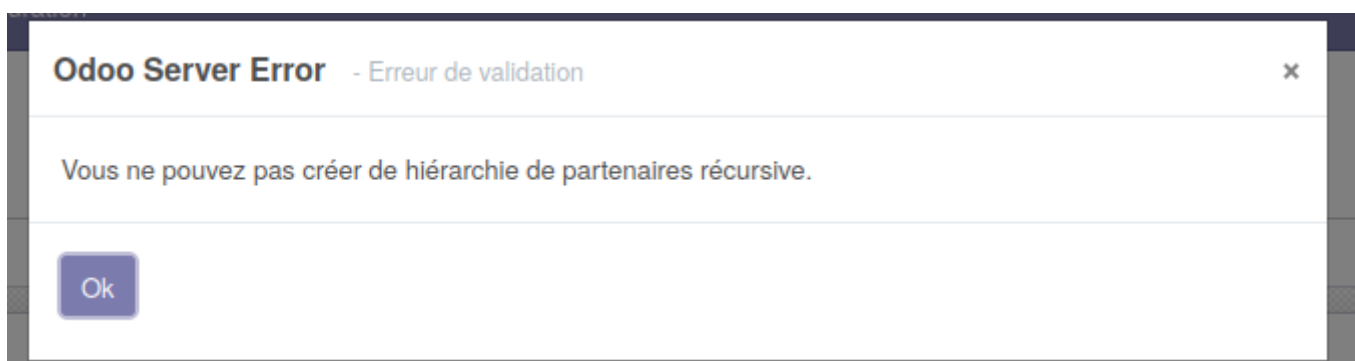 Odoo Server Error - Erreur de validation ×
Vous ne pouvez pas créer de hiérarchie de partenaires récursive.
Ok